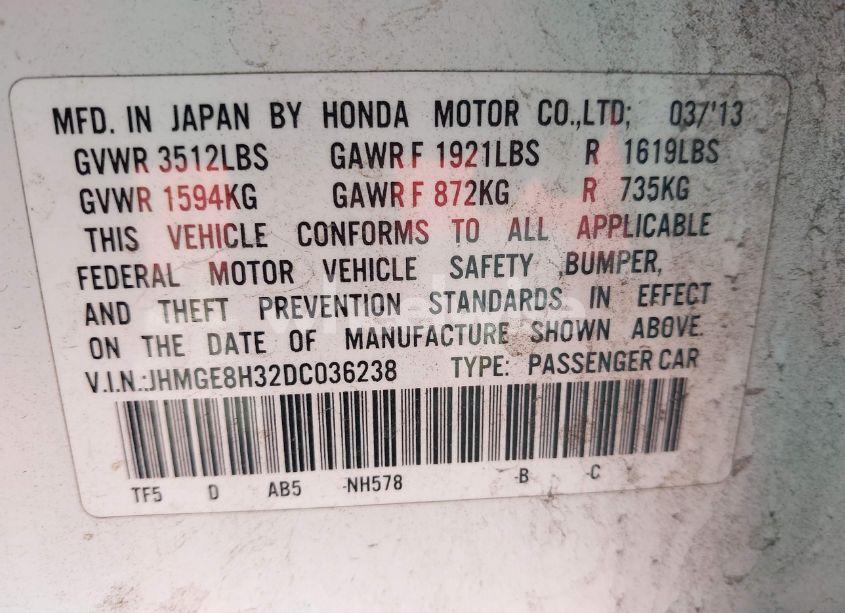 MFD. IN JAPAN BY HONDA MOTOR CO.,LTD; 03/'13
GVWR 3512LBS GAWR F 1921LBS R 1619LBS
GVWR 1594KG GAWR F 872KG R 735KG
THIS VEHICLE CONFORMS TO ALL APPLICABLE
FEDERAL MOTOR VEHICLE SAFETY ,BUMPER,
AND THEFT PREVENTION STANDARDS IN EFFECT
ON THE DATE OF MANUFACTURE SHOWN ABOVE.
V.I.N.:JHMGE8H32DC036238 TYPE: PASSENGER CAR
TF5 D AB5 -NH578 -B -C